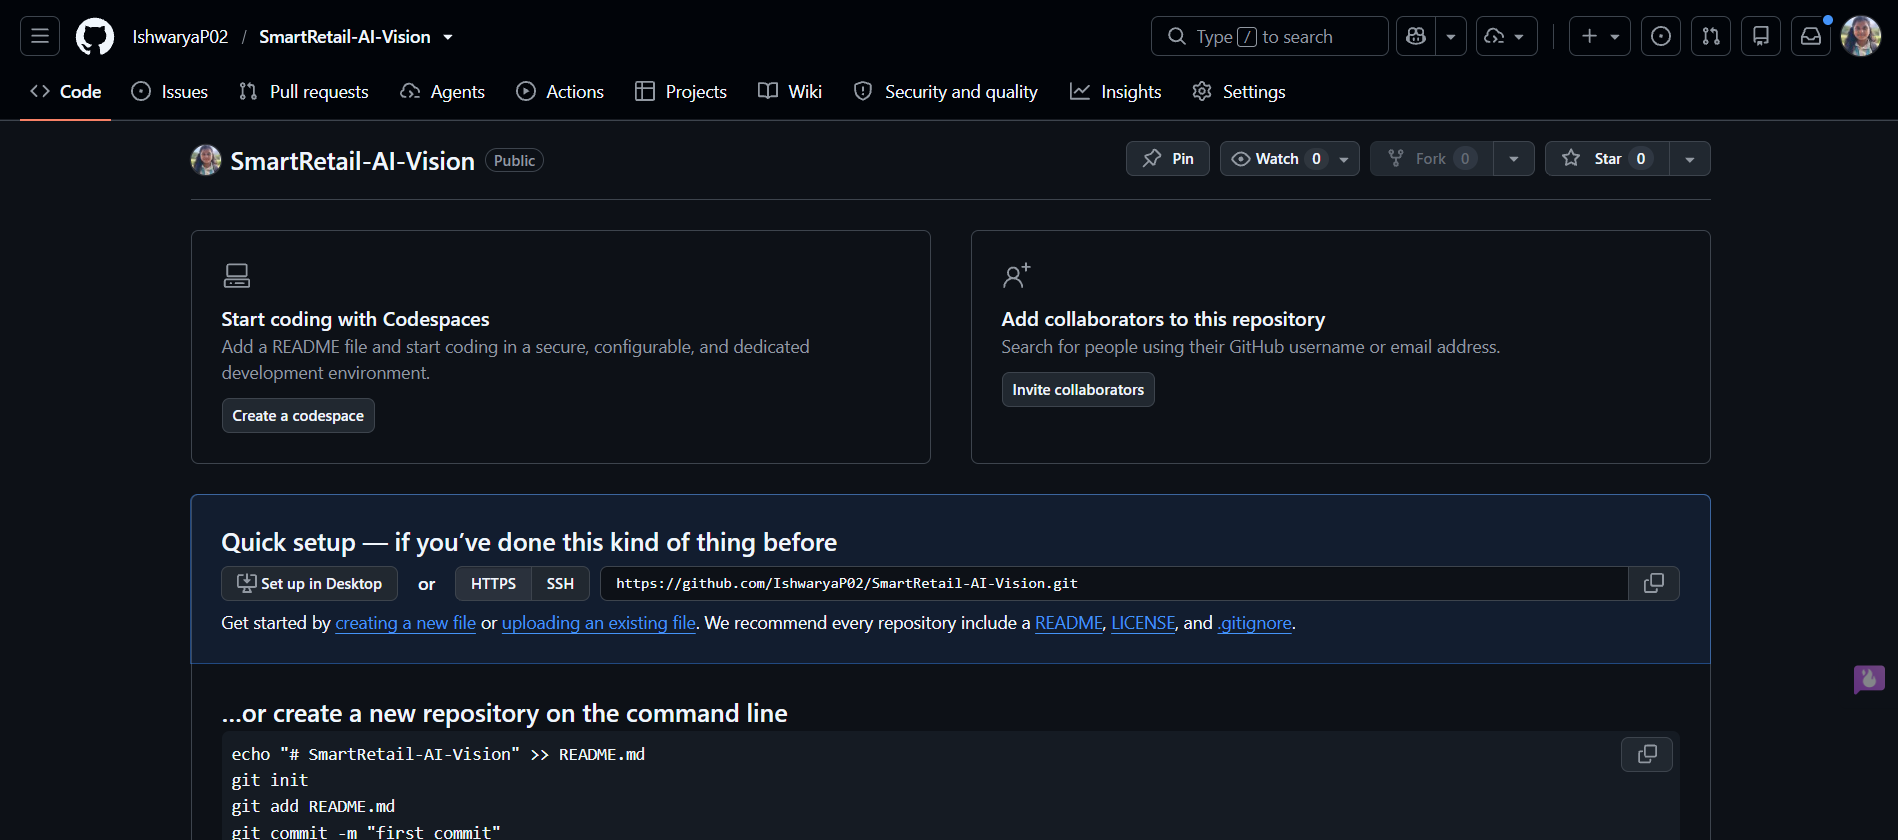 IshwaryaP02 / SmartRetail-AI-Vision
Type / to search
Code Issues Pull requests Agents Actions Projects Wiki Security and quality Insights Settings
SmartRetail-AI-Vision Public
Pin Watch 0 Fork 0 Star 0
Start coding with Codespaces
Add a README file and start coding in a secure, configurable, and dedicated
development environment.
Create a codespace
Add collaborators to this repository
Search for people using their GitHub username or email address.
Invite collaborators
Quick setup — if you’ve done this kind of thing before
Set up in Desktop or HTTPS SSH https://github.com/IshwaryaP02/SmartRetail-AI-Vision.git
Get started by creating a new file or uploading an existing file. We recommend every repository include a README, LICENSE, and .gitignore.
…or create a new repository on the command line
echo "# SmartRetail-AI-Vision" >> README.md
git init
git add README.md
git commit -m "first commit"